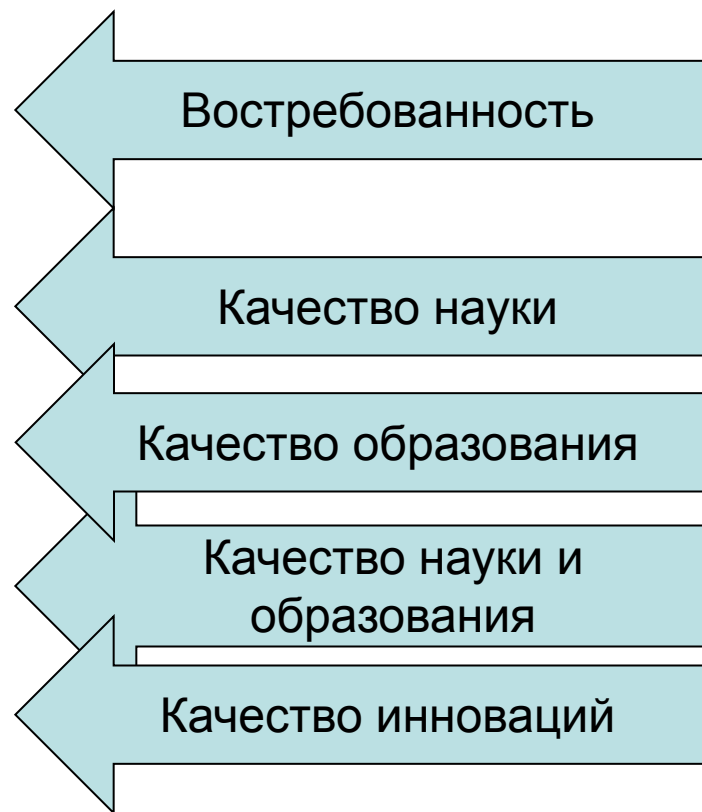 Востребованность
Качество науки
Качество образования
Качество науки и
образования
Качество инноваций